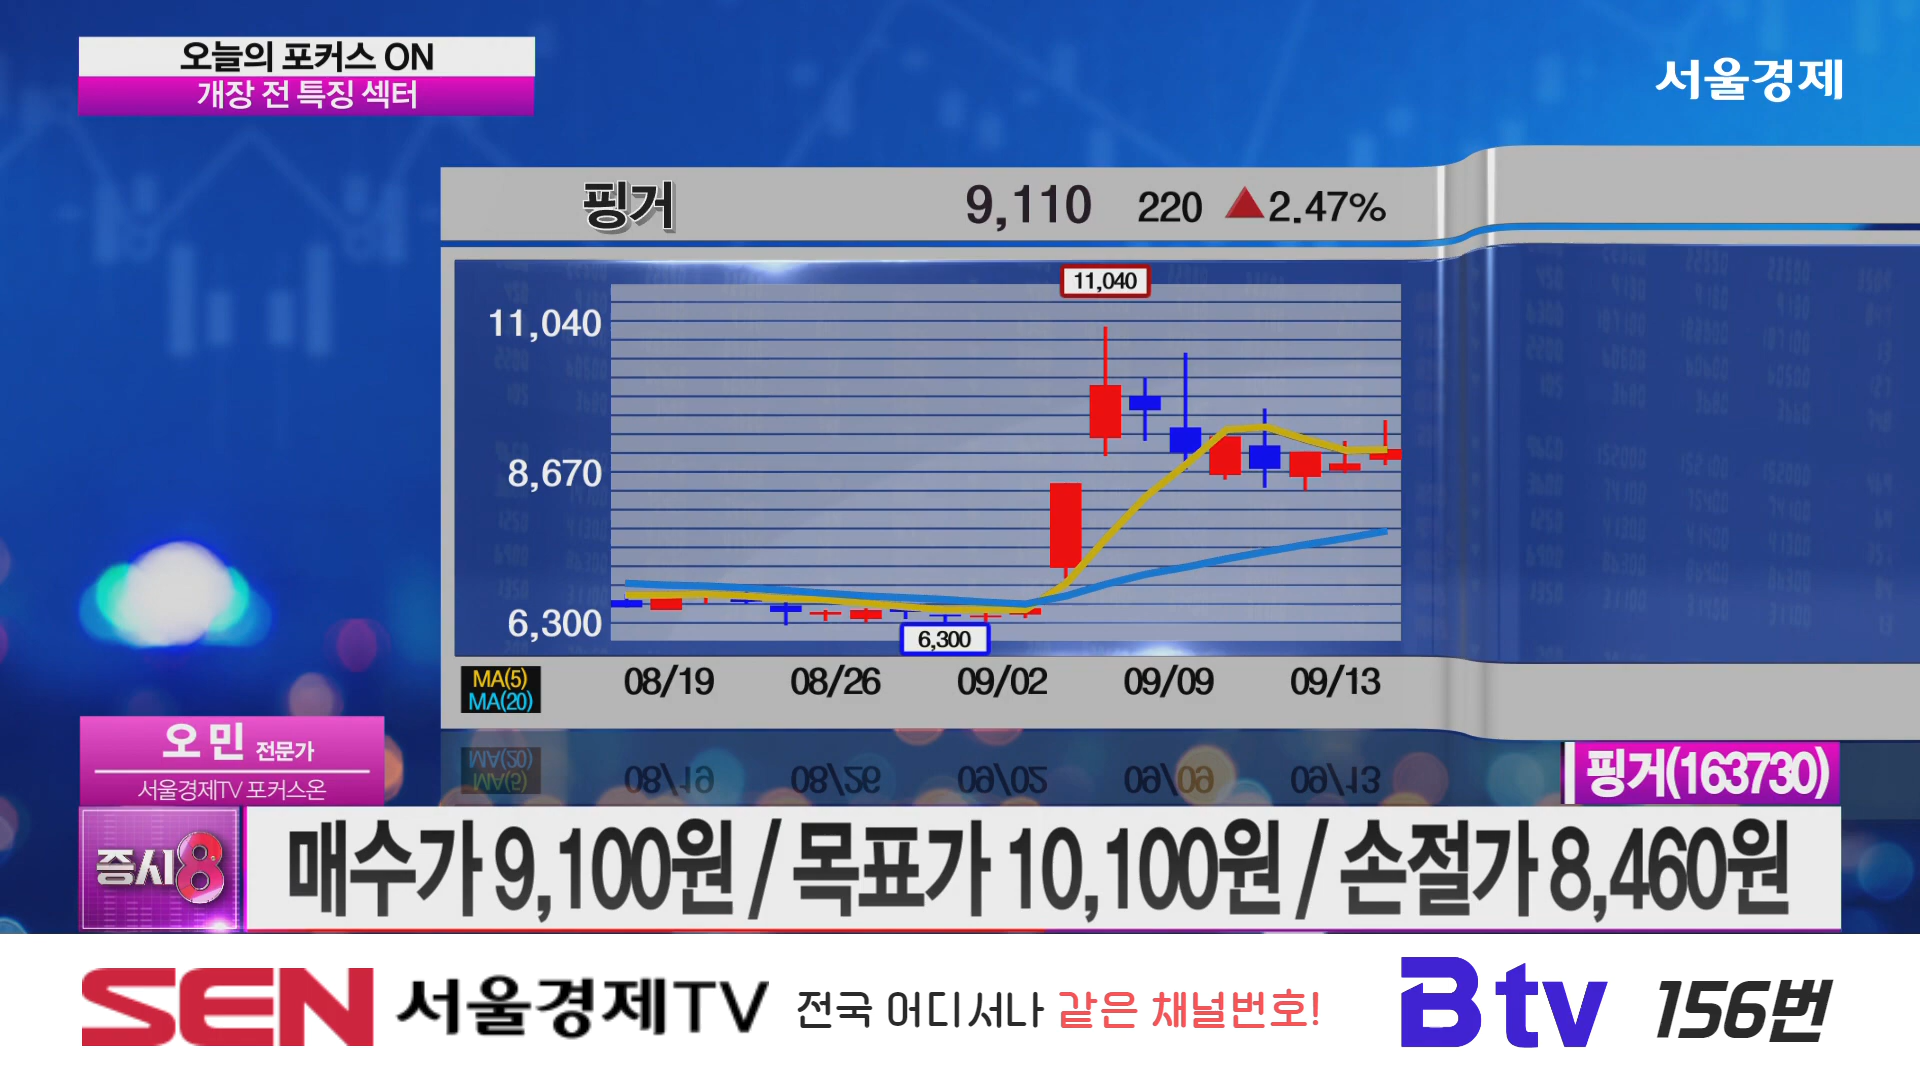 오늘의 포커스 ON
개장 전 특징 섹터
서울경제
핑거 9,110 220 ▲2.47%
11,040
11,040
8,670
6,300
6,300
MA(5)
MA(20)
08/19 08/26 09/02 09/09 09/13
오민 전문가
서울경제TV 포커스온
핑거(163730)
증시8
매수가 9,100원 / 목표가 10,100원 / 손절가 8,460원
SEN 서울경제TV 전국 어디서나 같은 채널번호! B tv 156번